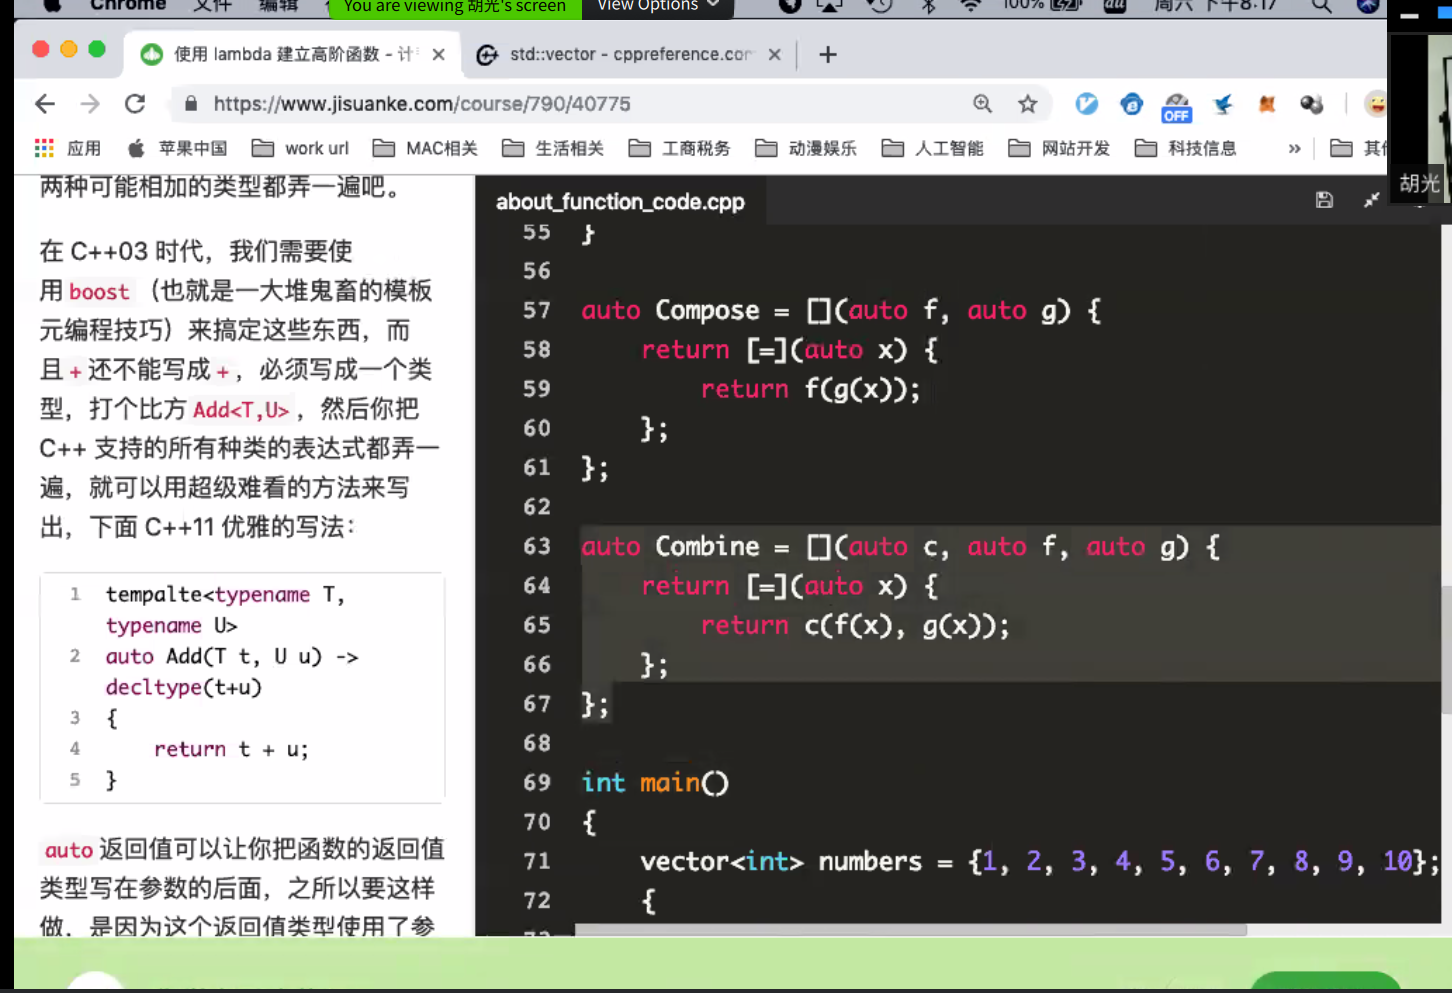 Chrome 文件 编辑
You are viewing 胡光's screen
View Options
100%
周六 下午8:17
使用 lambda 建立高阶函数 - 计
std::vector - cppreference.com
https://www.jisuanke.com/course/790/40775
OFF
应用
苹果中国
work url
MAC相关
生活相关
工商税务
动漫娱乐
人工智能
网站开发
科技信息
»
胡光
两种可能相加的类型都弄一遍吧。
在 C++03 时代，我们需要使
用 boost （也就是一大堆鬼畜的模板
元编程技巧）来搞定这些东西，而
且 + 还不能写成 + ，必须写成一个类
型，打个比方 Add<T,U> ，然后你把
C++ 支持的所有种类的表达式都弄一
遍，就可以用超级难看的方法来写
出，下面 C++11 优雅的写法：
1 tempalte<typename T,
typename U>
2 auto Add(T t, U u) ->
decltype(t+u)
3 {
4 return t + u;
5 }
auto 返回值可以让你把函数的返回值
类型写在参数的后面，之所以要这样
做，是因为这个返回值类型使用了参
about_function_code.cpp
55 }
56
57 auto Compose = [](auto f, auto g) {
58 return [=](auto x) {
59 return f(g(x));
60 };
61 };
62
63 auto Combine = [](auto c, auto f, auto g) {
64 return [=](auto x) {
65 return c(f(x), g(x));
66 };
67 };
68
69 int main()
70 {
71 vector<int> numbers = {1, 2, 3, 4, 5, 6, 7, 8, 9, 10};
72 {